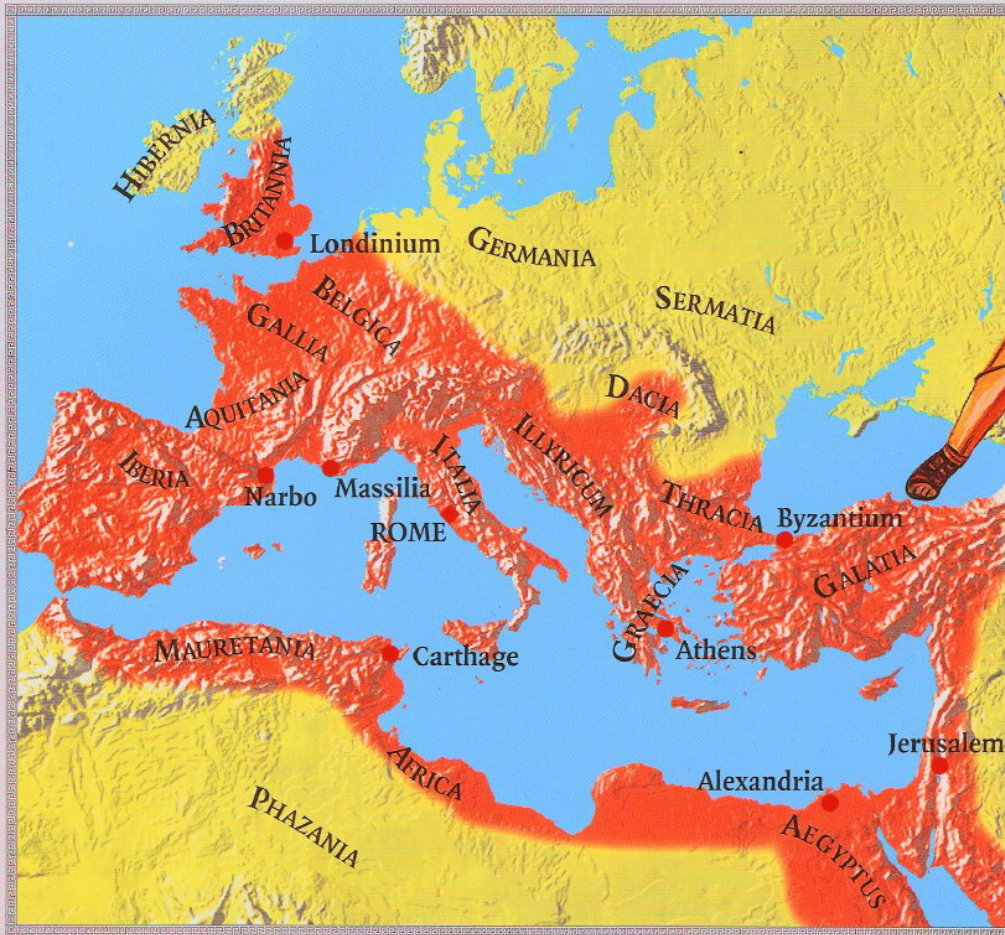 HIBERNIA
BRITANNIA
Londinium
GERMANIA
BELGICA
GALLIA
SERMATIA
AQUITANIA
DACIA
IBERIA
ILLYRICUM
ITALIA
Narbo
Massilia
ROME
THRACIA
Byzantium
GALATIA
GRAECIA
Athens
MAURETANIA
Carthage
AFRICA
Jerusalem
Alexandria
PHAZANIA
AEGYPTUS